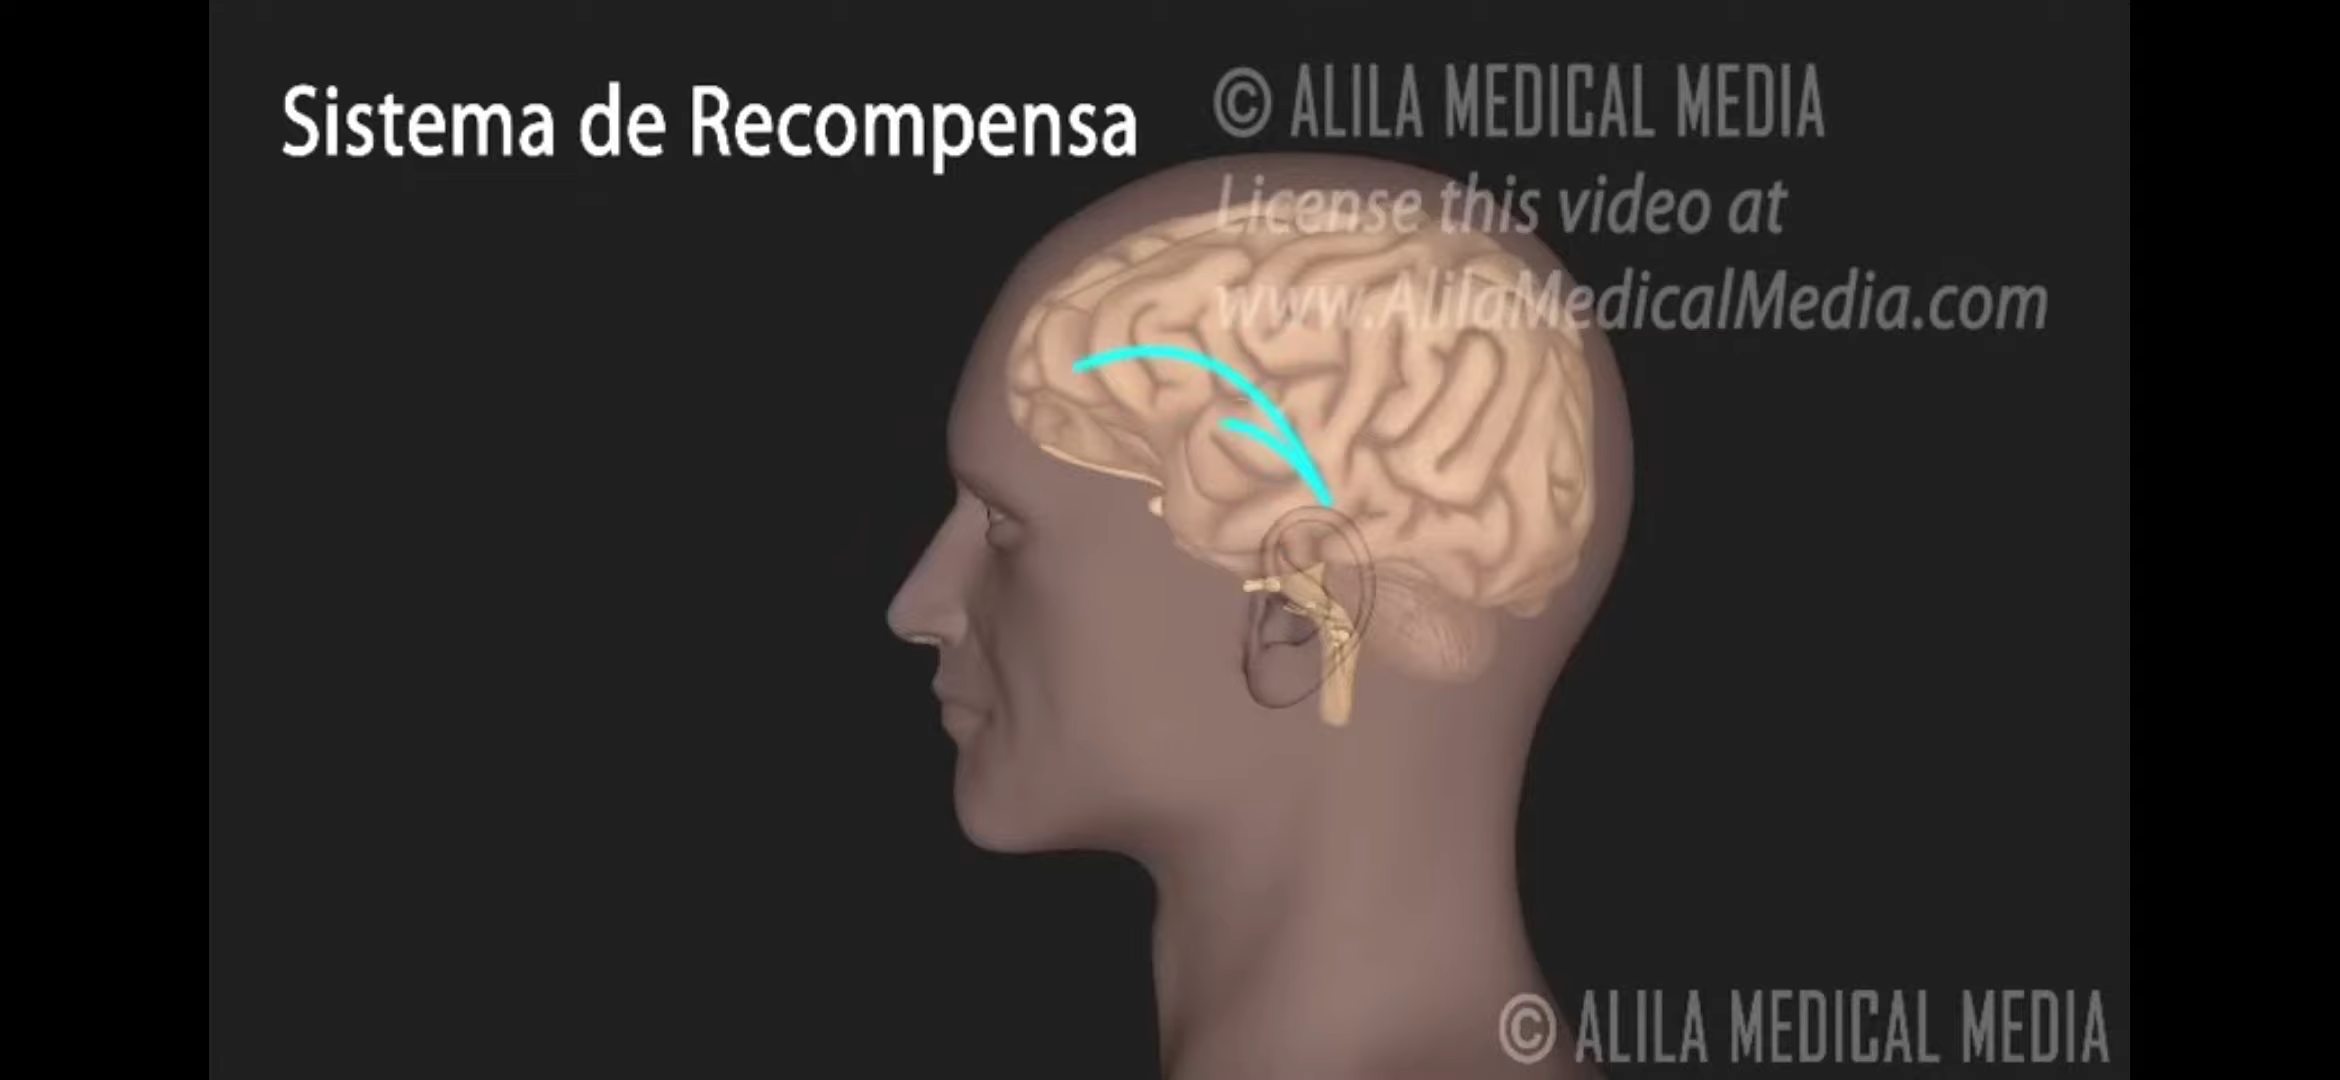 Sistema de Recompensa
© ALILA MEDICAL MEDIA
License this video at
www.AlilaMedicalMedia.com
© ALILA MEDICAL MEDIA